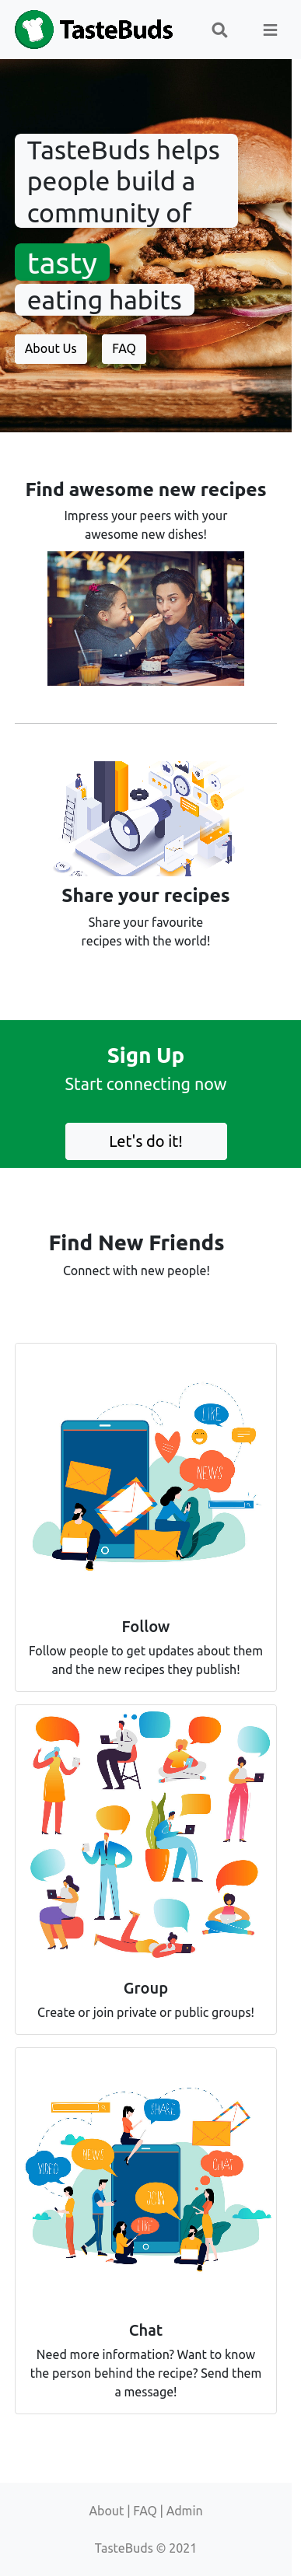 TasteBuds
TasteBuds helps
people build a
community of
tasty
eating habits
About Us
FAQ
Find awesome new recipes
Impress your peers with your
awesome new dishes!
Share your recipes
Share your favourite
recipes with the world!
Sign Up
Start connecting now
Let's do it!
Find New Friends
Connect with new people!
LIKE
NEWS
Follow
Follow people to get updates about them
and the new recipes they publish!
Group
Create or join private or public groups!
SHARE
VIDEO
NEWS
CHAT
JOIN
LIKE
Chat
Need more information? Want to know
the person behind the recipe? Send them
a message!
About | FAQ | Admin
TasteBuds © 2021